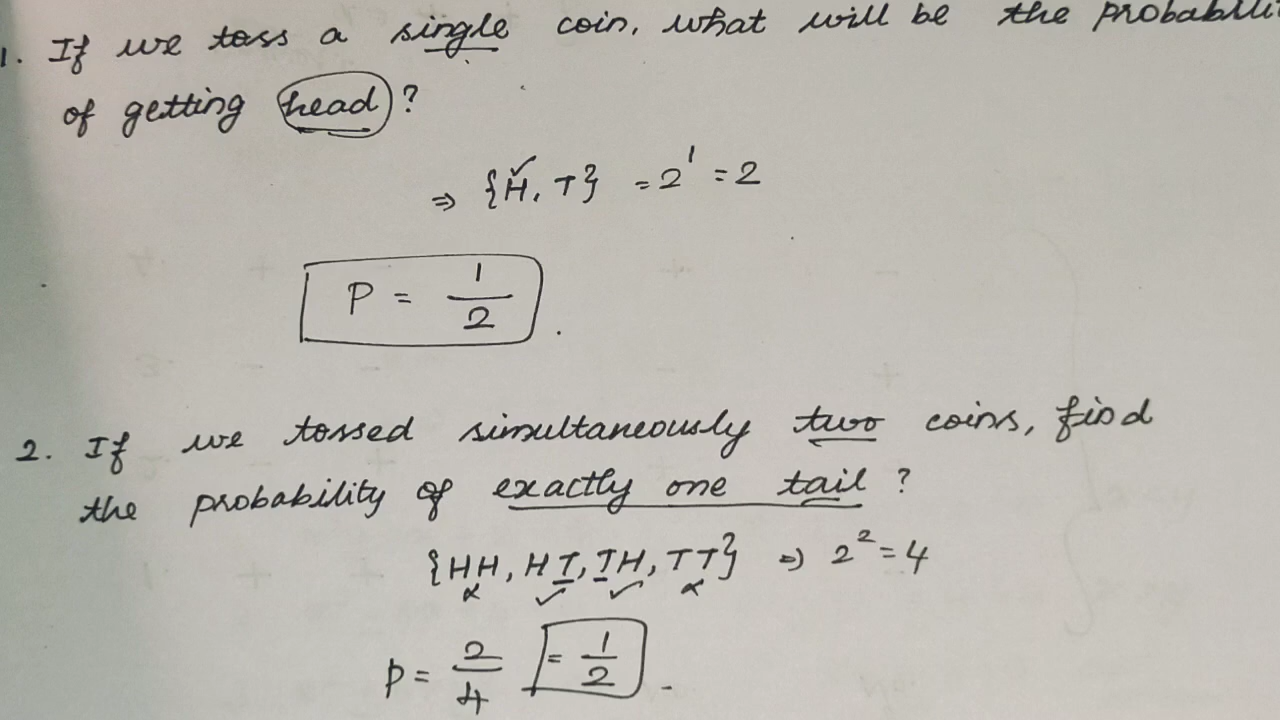 1. If we toss a single coin, what will be the probabili
of getting head ?
⇒ {H, T} = 2¹ = 2
P = 1/2 .
2. If we tossed simultaneously two coins, find
the probability of exactly one tail ?
{HH, HT, TH, TT} ⇒ 2² = 4
P = 2/4 = 1/2 .